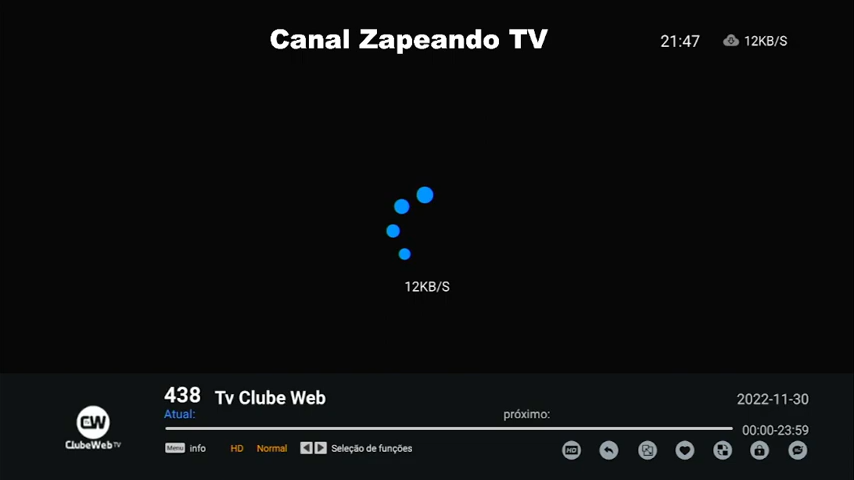 Canal Zapeando TV
21:47 12KB/S
12KB/S
438 Tv Clube Web 2022-11-30
Atual: próximo:
00:00-23:59
CW
ClubeWebTV
Menu info HD Normal Seleção de funções HD